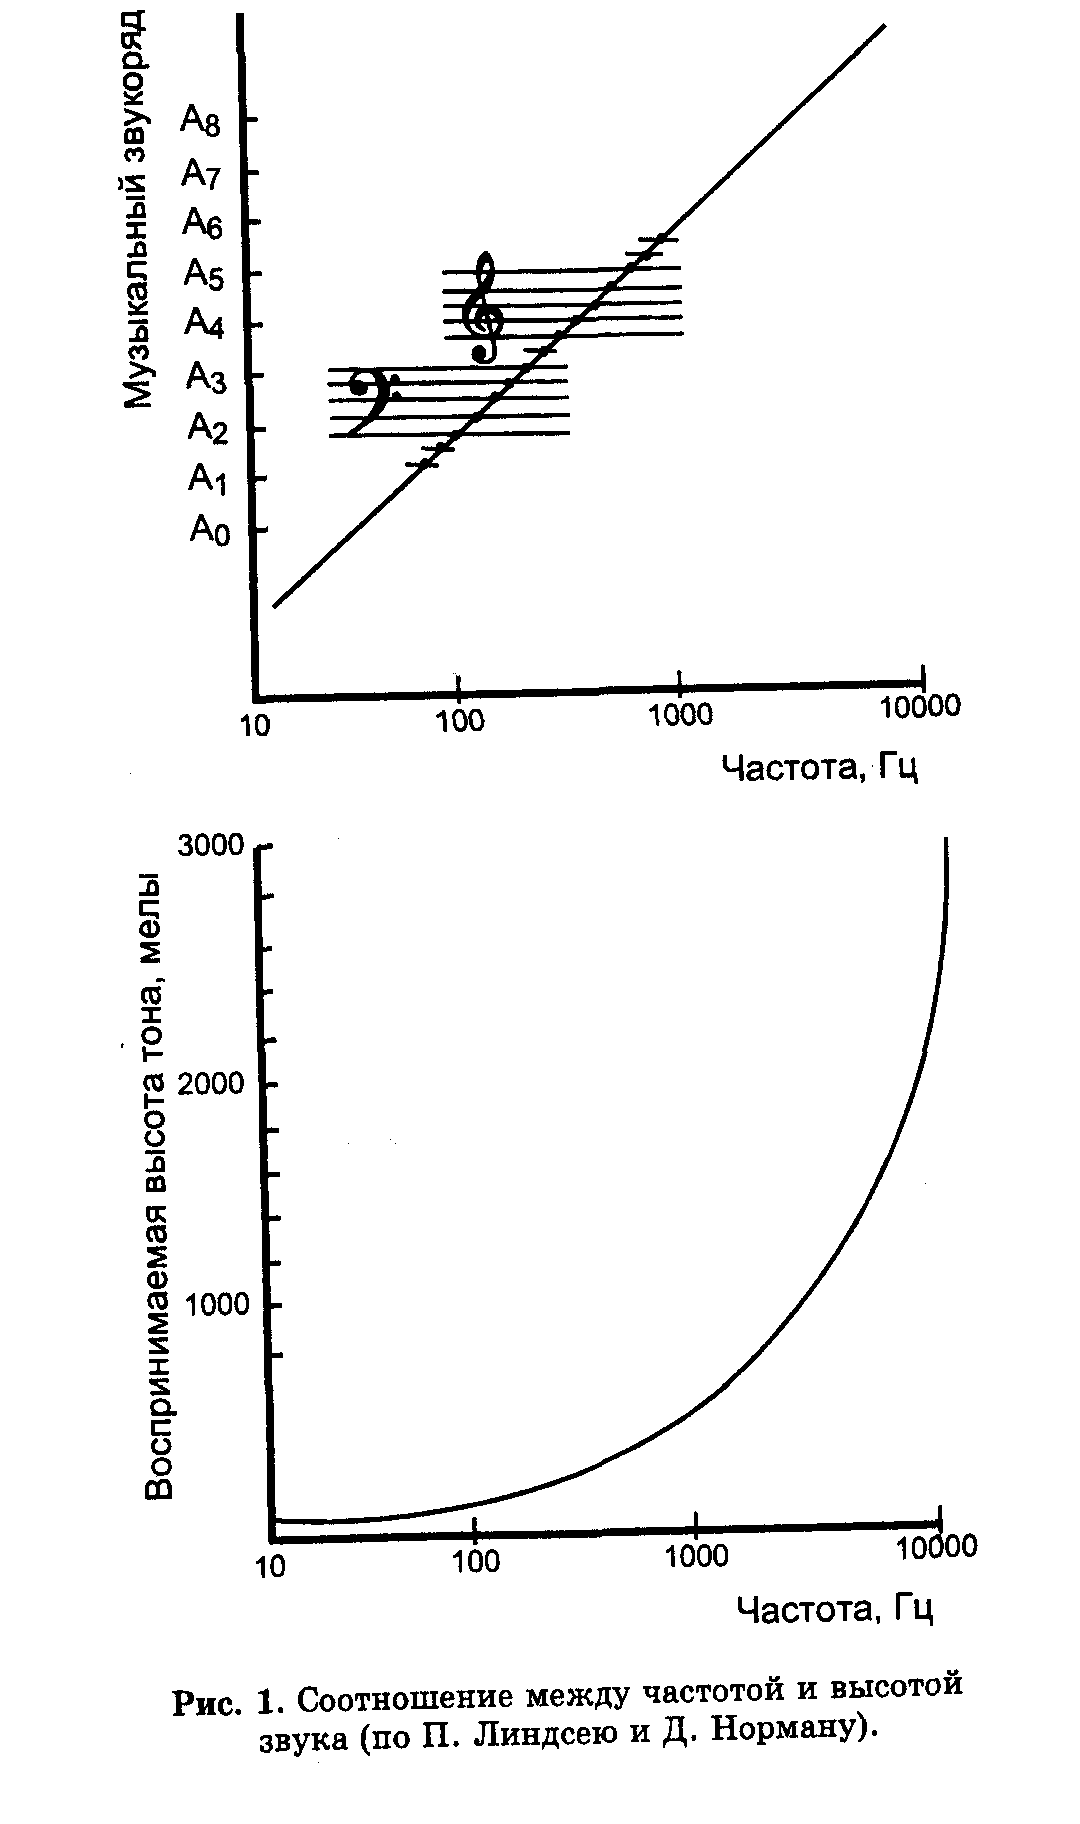 Музыкальный звукоряд
A8
A7
A6
A5
A4
A3
A2
A1
A0
10 100 1000 10000
Частота, Гц
Воспринимаемая высота тона, мелы
3000
2000
1000
10 100 1000 10000
Частота, Гц
Рис. 1. Соотношение между частотой и высотой
звука (по П. Линдсею и Д. Норману).